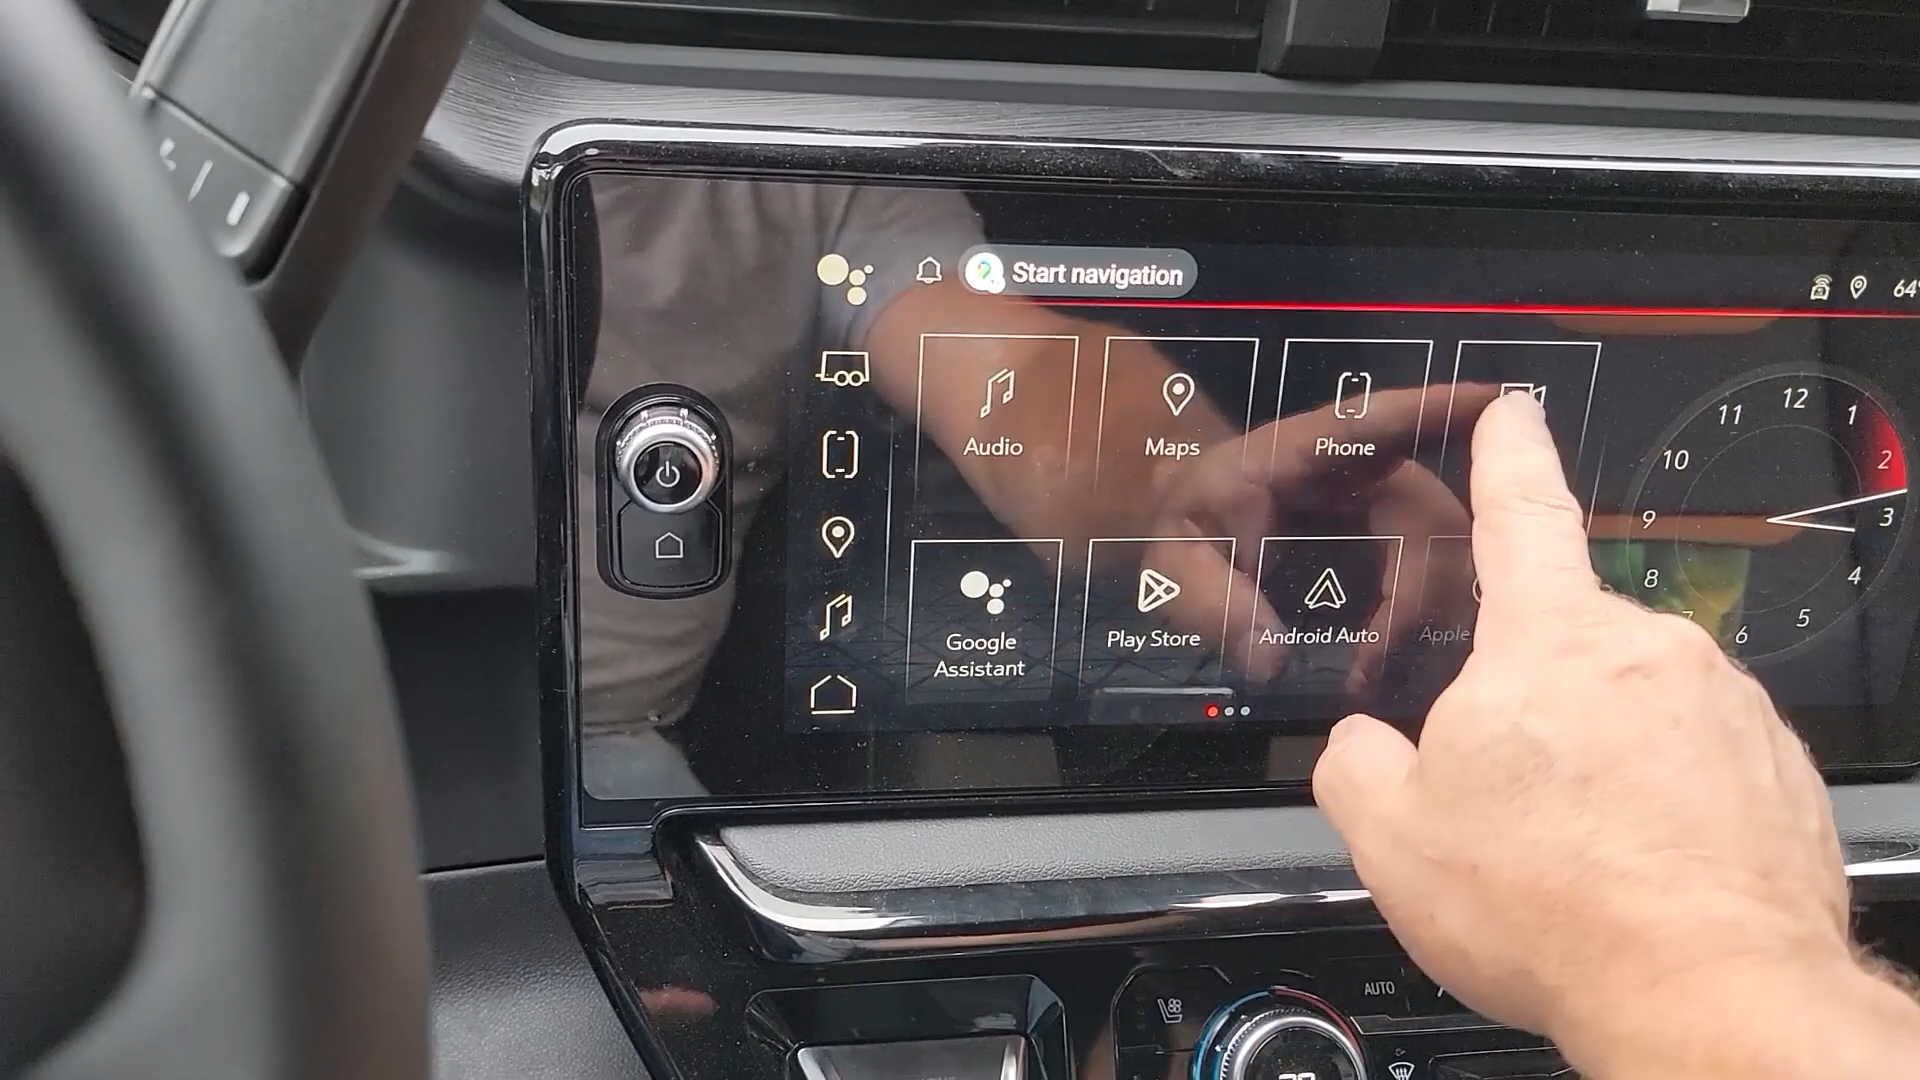 Start navigation
64°
Audio
Maps
Phone
Google
Assistant
Play Store
Android Auto
Apple
12
1
2
3
4
5
6
7
8
9
10
11
AUTO